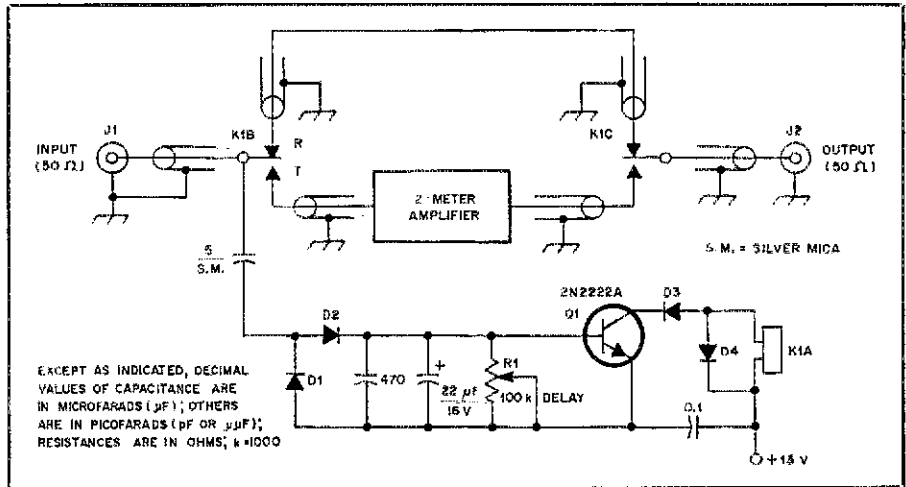 J1
INPUT
(50 Ω)
K1B
R
T
K1C
J2
OUTPUT
(50 Ω)
2-METER
AMPLIFIER
5
S.M.
S.M. = SILVER MICA
2N2222A
Q1
D3
D2
D1
470
22 µf
15 V
R1
100 k DELAY
D4
K1A
0.1
+13 V
EXCEPT AS INDICATED, DECIMAL
VALUES OF CAPACITANCE ARE
IN MICROFARADS (µF); OTHERS
ARE IN PICOFARADS (pF OR µµF);
RESISTANCES ARE IN OHMS; k=1000